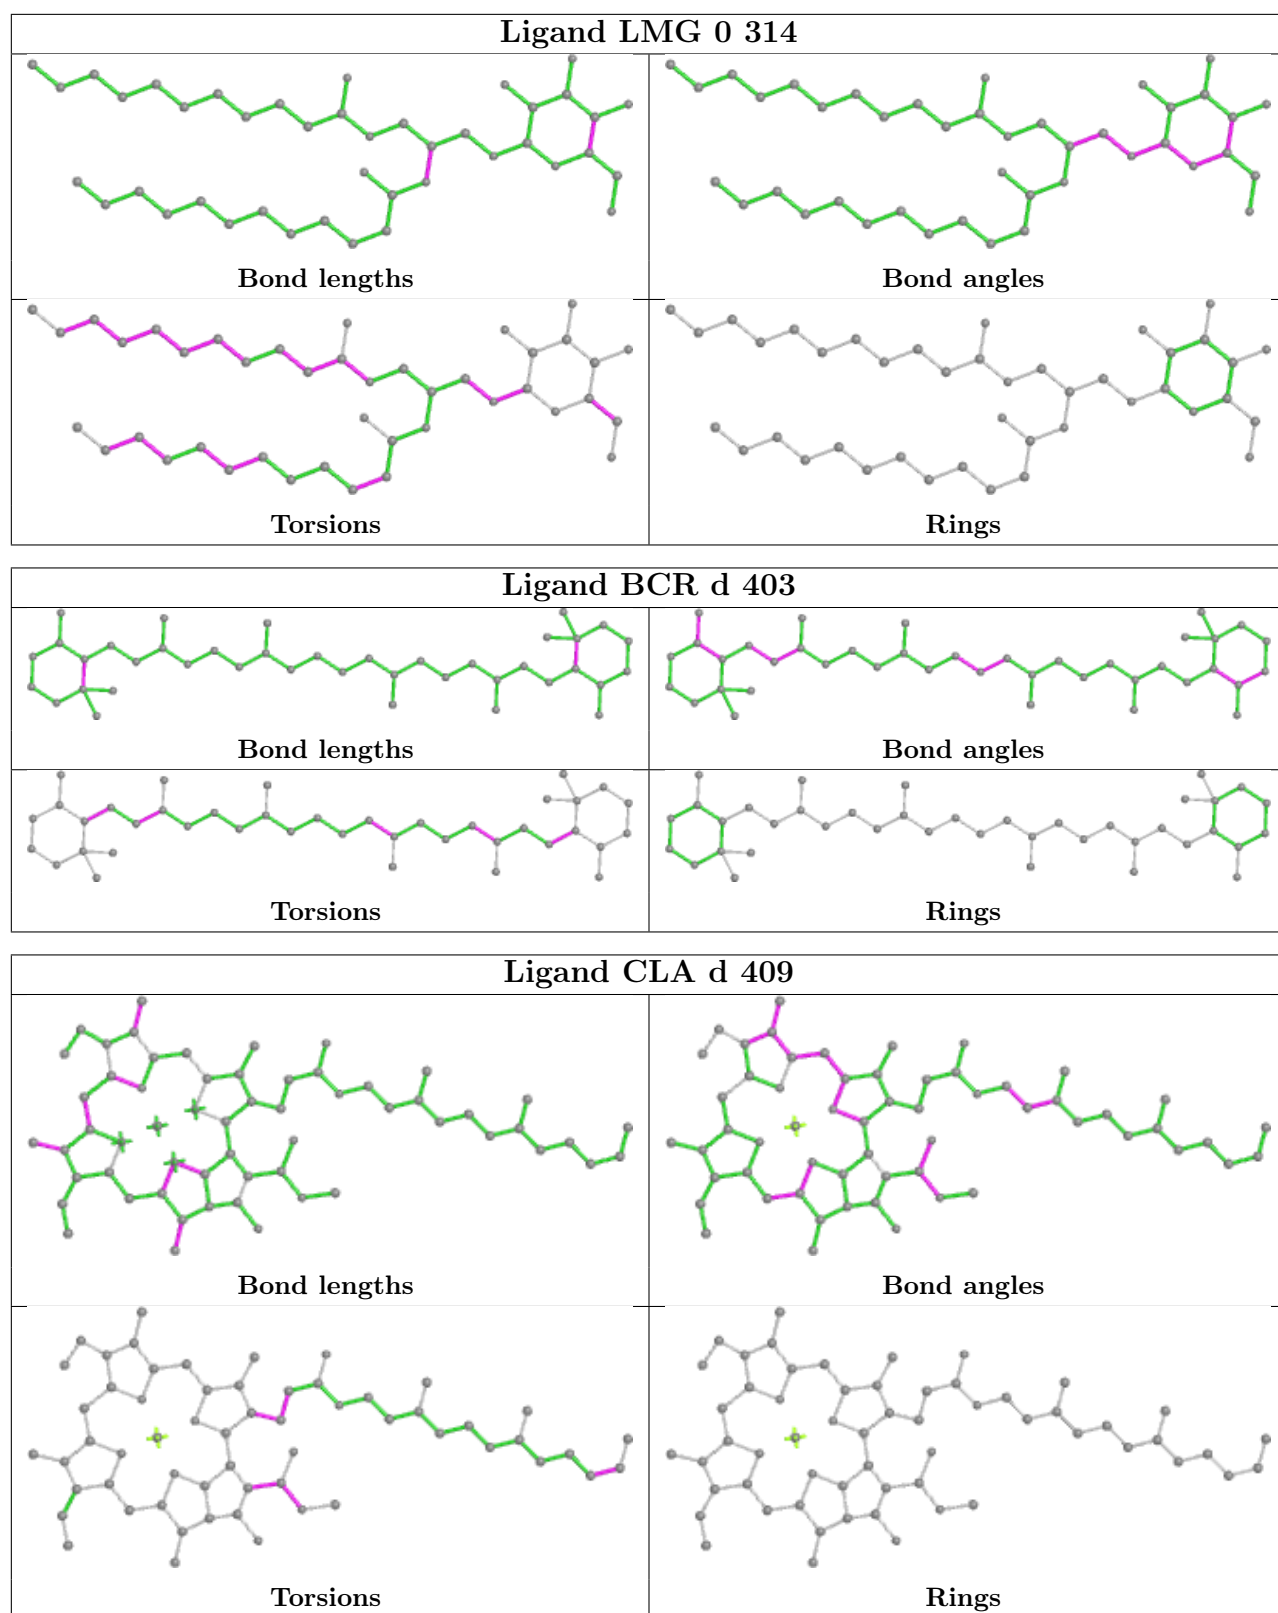 Ligand LMG 0 314
Bond lengths
Bond angles
Torsions
Rings
Ligand BCR d 403
Bond lengths
Bond angles
Torsions
Rings
Ligand CLA d 409
Bond lengths
Bond angles
Torsions
Rings